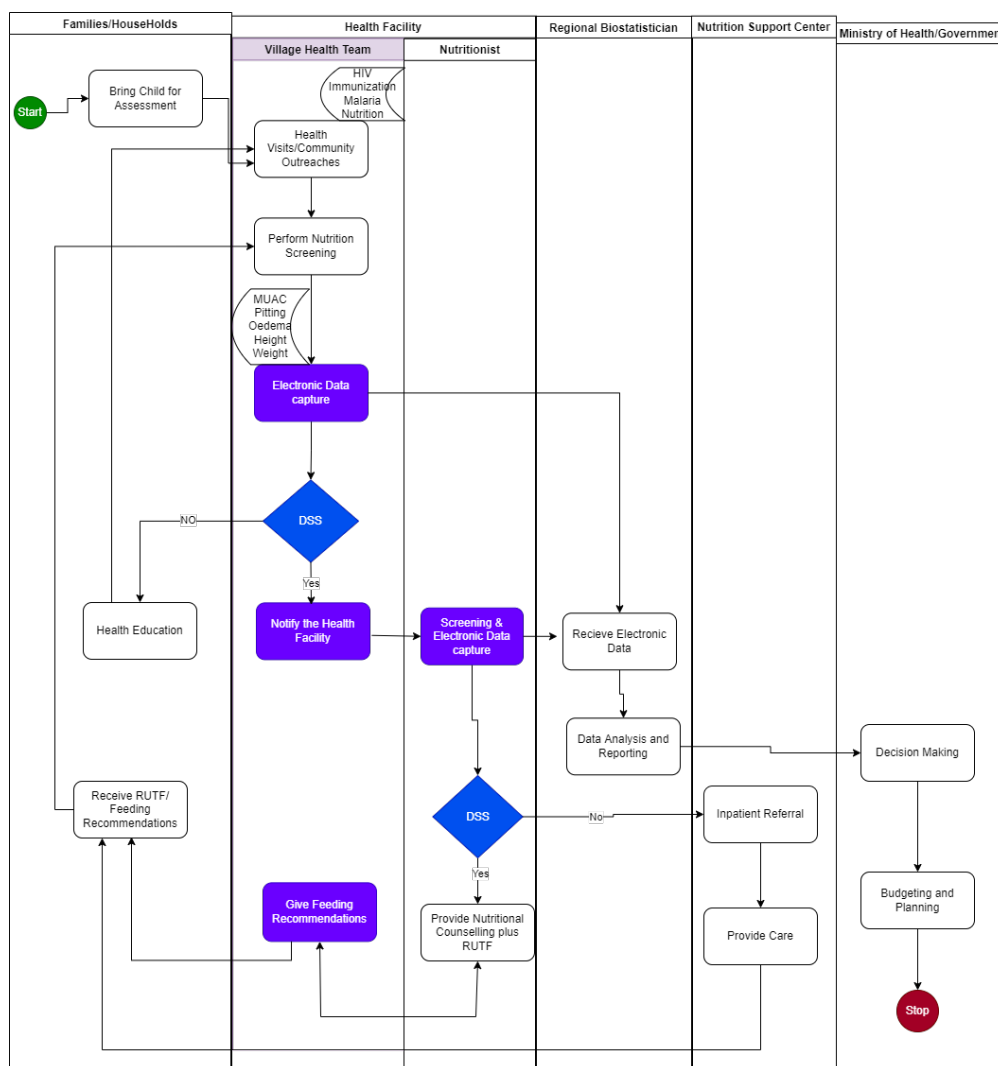 Families/HouseHolds
Health Facility
Regional Biostatistician
Nutrition Support Center
Ministry of Health/Governmen
Village Health Team
Nutritionist
Start
Bring Child for
Assessment
HIV
Immunization
Malaria
Nutrition
Health
Visits/Community
Outreaches
Perform Nutrition
Screening
MUAC
Pitting
Oedema
Height
Weight
Electronic Data
capture
DSS
NO
Yes
Health Education
Notify the Health
Facility
Screening &
Electronic Data
capture
Recieve Electronic
Data
Data Analysis and
Reporting
Decision Making
Receive RUTF/
Feeding
Recommendations
DSS
No
Inpatient Referral
Yes
Give Feeding
Recommendations
Provide Nutritional
Counselling plus
RUTF
Provide Care
Budgeting and
Planning
Stop